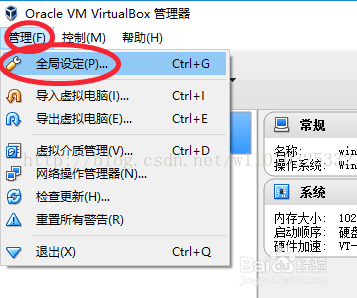 Oracle VM VirtualBox 管理器
管理(F) 控制(M) 帮助(H)
全局设定(P)... Ctrl+G
导入虚拟电脑(I)... Ctrl+I
导出虚拟电脑(E)... Ctrl+E
虚拟介质管理(V)... Ctrl+D
网络操作管理器(N)...
检查更新(H)...
重置所有警告(R)
退出(X) Ctrl+Q
常规
名称: win
操作系统: Win
系统
内存大小: 102
启动顺序: 硬盘
硬件加速: VT-
http://blog.csdn.net/
Baidu 经验